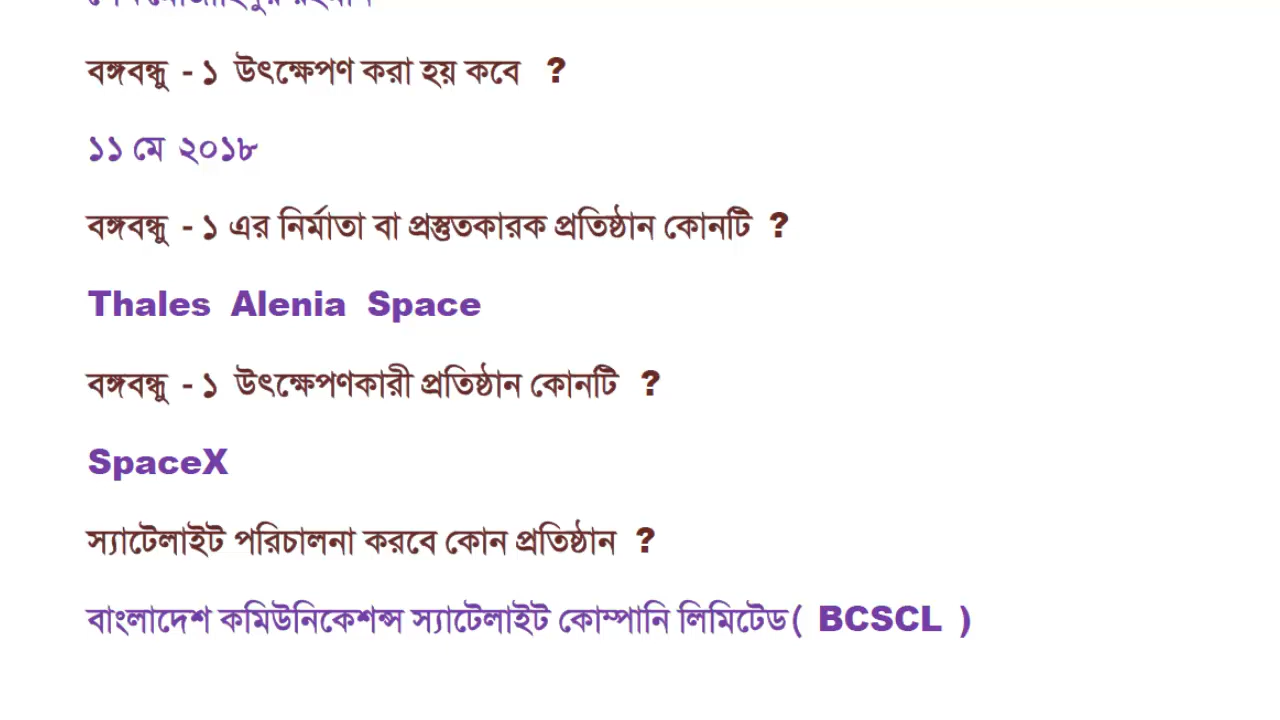 বঙ্গবন্ধু - ১ উৎক্ষেপণ করা হয় কবে ?
১১ মে ২০১৮
বঙ্গবন্ধু - ১ এর নির্মাতা বা প্রস্তুতকারক প্রতিষ্ঠান কোনটি ?
Thales Alenia Space
বঙ্গবন্ধু - ১ উৎক্ষেপণকারী প্রতিষ্ঠান কোনটি ?
SpaceX
স্যাটেলাইট পরিচালনা করবে কোন প্রতিষ্ঠান ?
বাংলাদেশ কমিউনিকেশন্স স্যাটেলাইট কোম্পানি লিমিটেড( BCSCL )